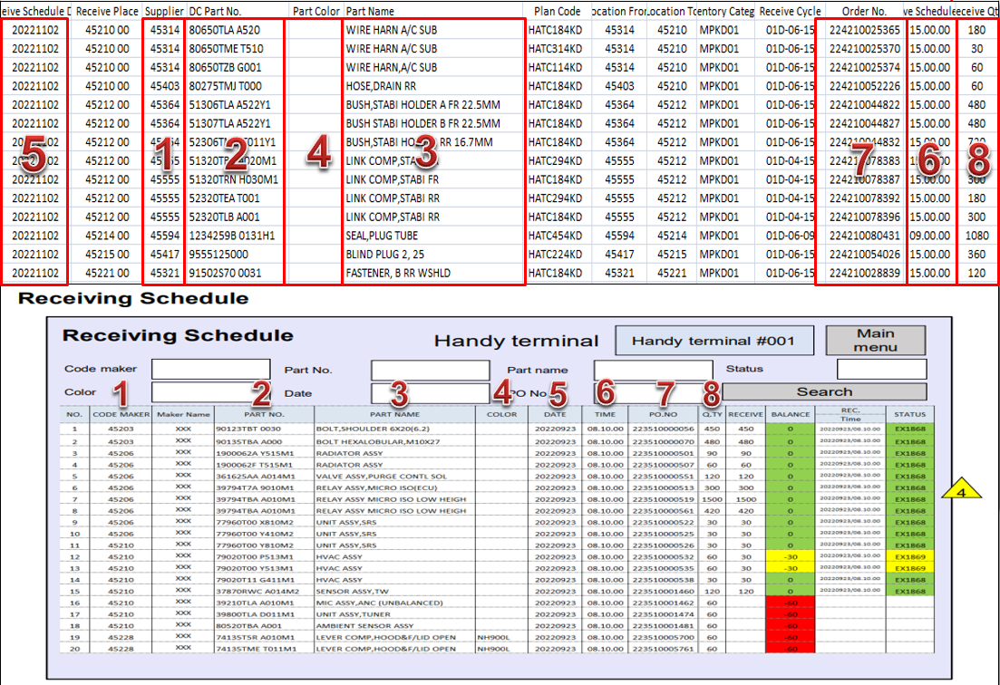 eive Schedule D Receive Place Supplier DC Part No. Part Color Part Name Plan Code ocation Fro ocation To entory Categ Receive Cycle Order No. ve Schedule eceive Qt
20221102 45210 00 45314 80650TLA A520 WIRE HARN A/C SUB HATC184KD 45314 45210 MPKD01 01D-06-15 224210025365 15.00.00 180
20221102 45210 00 45314 80650TME T510 WIRE HARN,A/C SUB HATC314KD 45314 45210 MPKD01 01D-06-15 224210025370 15.00.00 30
20221102 45210 00 45314 80650TZB G001 WIRE HARN,A/C SUB HATC114KD 45314 45210 MPKD01 01D-06-15 224210025374 15.00.00 60
20221102 45210 00 45403 80275TMJ T000 HOSE,DRAIN RR HATC184KD 45403 45210 MPKD01 01D-06-15 224210052226 15.00.00 60
20221102 45212 00 45364 51306TLA A522Y1 BUSH,STABI HOLDER A FR 22.5MM HATC184KD 45364 45212 MPKD01 01D-06-15 224210044822 15.00.00 480
20221102 45212 00 45364 51307TLA A522Y1 BUSH STABI HOLDER B FR 22.5MM HATC184KD 45364 45212 MPKD01 01D-06-15 224210044827 15.00.00 480
45212 00 BUSH,STABI RR 16.7MM HATC184KD 45364 45212 MPKD01 01D-06-15
45212 00 LINK HATC294KD 45555 45212 MPKD01 01D-04-15
5 1 2 4 3 7 6 8
20221102 45212 00 45555 51320TRN H030M1 LINK COMP,STABI FR HATC184KD 45555 45212 MPKD01 01D-04-15 224210078387 15.00.00 300
20221102 45212 00 45555 52320TEA T001 LINK COMP,STABI RR HATC294KD 45555 45212 MPKD01 01D-04-15 224210078392 15.00.00 180
20221102 45212 00 45555 52320TLB A001 LINK COMP,STABI RR HATC184KD 45555 45212 MPKD01 01D-04-15 224210078396 15.00.00 300
20221102 45214 00 45594 1234259B 0131H1 SEAL,PLUG TUBE HATC454KD 45594 45214 MPKD01 01D-06-09 224210080431 09.00.00 1080
20221102 45215 00 45417 9555125000 BLIND PLUG 2, 25 HATC224KD 45417 45215 MPKD01 01D-06-15 224210054026 15.00.00 360
20221102 45221 00 45321 91502S70 0031 FASTENER, B RR WSHLD HATC184KD 45321 45221 MPKD01 01D-06-15 224210028839 15.00.00 120
Receiving Schedule
Receiving Schedule Handy terminal Handy terminal #001 Main menu
Code maker Part No. Part name Status
Color Date PO No Search
1 2 3 4 5 6 7 8
NO. CODE MAKER Maker Name PART NO. PART NAME COLOR DATE TIME PO.NO Q.TY RECEIVE BALANCE REC. Time STATUS
1 45203 XXX 90123TBT 0030 BOLT,SHOULDER 6X20(6.2) 20220923 08.10.00 223510000056 450 450 0 20220923/08.10.00 EX1868
2 45203 XXX 90135TBA A000 BOLT HEXALOBULAR,M10X27 20220923 08.10.00 223510000070 480 480 0 20220923/08.10.00 EX1868
3 45206 XXX 1900062A Y515M1 RADIATOR ASSY 20220923 08.10.00 223510000501 90 90 0 20220923/08.10.00 EX1868
4 45206 XXX 1900062F T515M1 RADIATOR ASSY 20220923 08.10.00 223510000507 60 60 0 20220923/08.10.00 EX1868
5 45206 XXX 36162SAA A014M1 VALVE ASSY,PURGE CONTL SOL 20220923 08.10.00 223510000551 120 120 0 20220923/08.10.00 EX1868
6 45206 XXX 39794T7A 9010M1 RELAY ASSY,MICRO ISO(ECU) 20220923 08.10.00 223510000513 300 300 0 20220923/08.10.00 EX1868
7 45206 XXX 39794TBA A010M1 RELAY ASSY MICRO ISO LOW HEIGH 20220923 08.10.00 223510000519 1500 1500 0 20220923/08.10.00 EX1868
8 45206 XXX 39794TBA A010M1 RELAY ASSY MICRO ISO LOW HEIGH 20220923 08.10.00 223510000561 420 420 0 20220923/08.10.00 EX1868
9 45206 XXX 77960T00 X810M2 UNIT ASSY,SRS 20220923 08.10.00 223510000522 30 30 0 20220923/08.10.00 EX1868
10 45206 XXX 77960T00 Y410M2 UNIT ASSY,SRS 20220923 08.10.00 223510000525 30 30 0 20220923/08.10.00 EX1868
11 45210 XXX 77960T00 Y810M2 UNIT ASSY,SRS 20220923 08.10.00 223510000526 30 30 0 20220923/08.10.00 EX1868
12 45210 XXX 79020T00 P513M1 HVAC ASSY 20220923 08.10.00 223510000532 60 30 -30 20220923/08.10.00 EX1869
13 45210 XXX 79020T00 Y513M1 HVAC ASSY 20220923 08.10.00 223510000535 60 30 -30 20220923/08.10.00 EX1869
14 45210 XXX 79020T11 G411M1 HVAC ASSY 20220923 08.10.00 223510000538 30 30 0 20220923/08.10.00 EX1868
15 45210 XXX 37870RWC A014M2 SENSOR ASSY,TW 20220923 08.10.00 223510001460 120 120 0 20220923/08.10.00 EX1868
16 45210 XXX 39210TLA A010M1 MIC ASSY,ANC (UNBALANCED) 20220923 08.10.00 223510001462 60 -60
17 45210 XXX 39800TLA D011M1 UNIT ASSY,TUNER 20220923 08.10.00 223510001474 60 -60
18 45210 XXX 80520TBA A001 AMBIENT SENSOR ASSY 20220923 08.10.00 223510001481 60 -60
19 45228 XXX 74135T5R A010M1 LEVER COMP,HOOD&F/LID OPEN NH900L 20220923 08.10.00 223510005700 60 -60
20 45228 XXX 74135TME T011M1 LEVER COMP,HOOD&F/LID OPEN NH900L 20220923 08.10.00 223510005761 60 -60
4